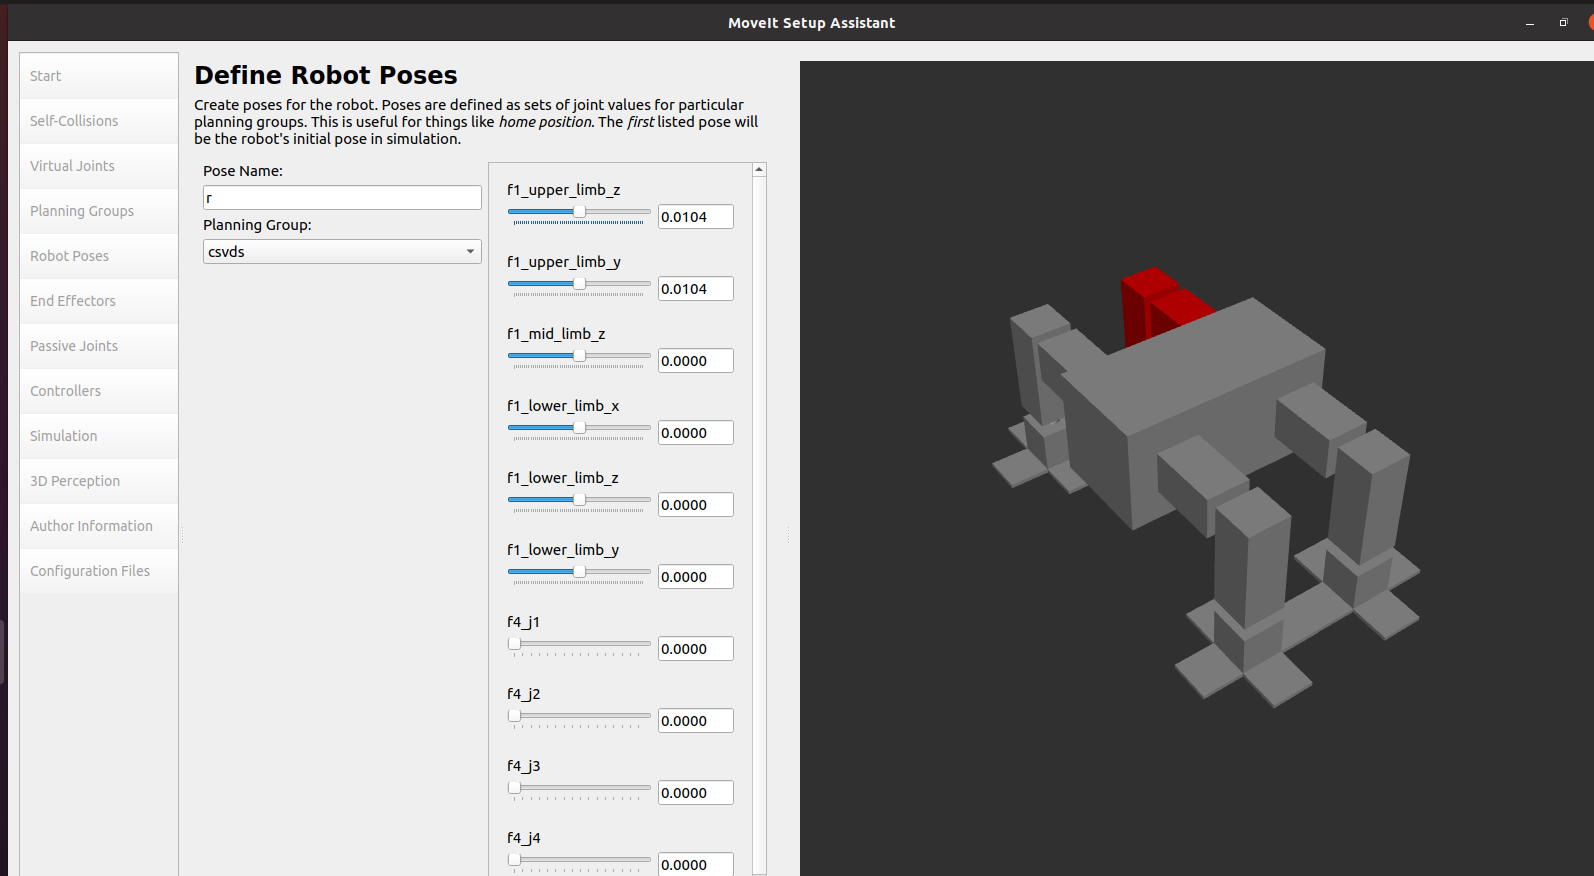 MoveIt Setup Assistant
Start
Self-Collisions
Virtual Joints
Planning Groups
Robot Poses
End Effectors
Passive Joints
Controllers
Simulation
3D Perception
Author Information
Configuration Files
Define Robot Poses
Create poses for the robot. Poses are defined as sets of joint values for particular
planning groups. This is useful for things like home position. The first listed pose will
be the robot's initial pose in simulation.
Pose Name:
r
Planning Group:
csvds
f1_upper_limb_z
0.0104
f1_upper_limb_y
0.0104
f1_mid_limb_z
0.0000
f1_lower_limb_x
0.0000
f1_lower_limb_z
0.0000
f1_lower_limb_y
0.0000
f4_j1
0.0000
f4_j2
0.0000
f4_j3
0.0000
f4_j4
0.0000